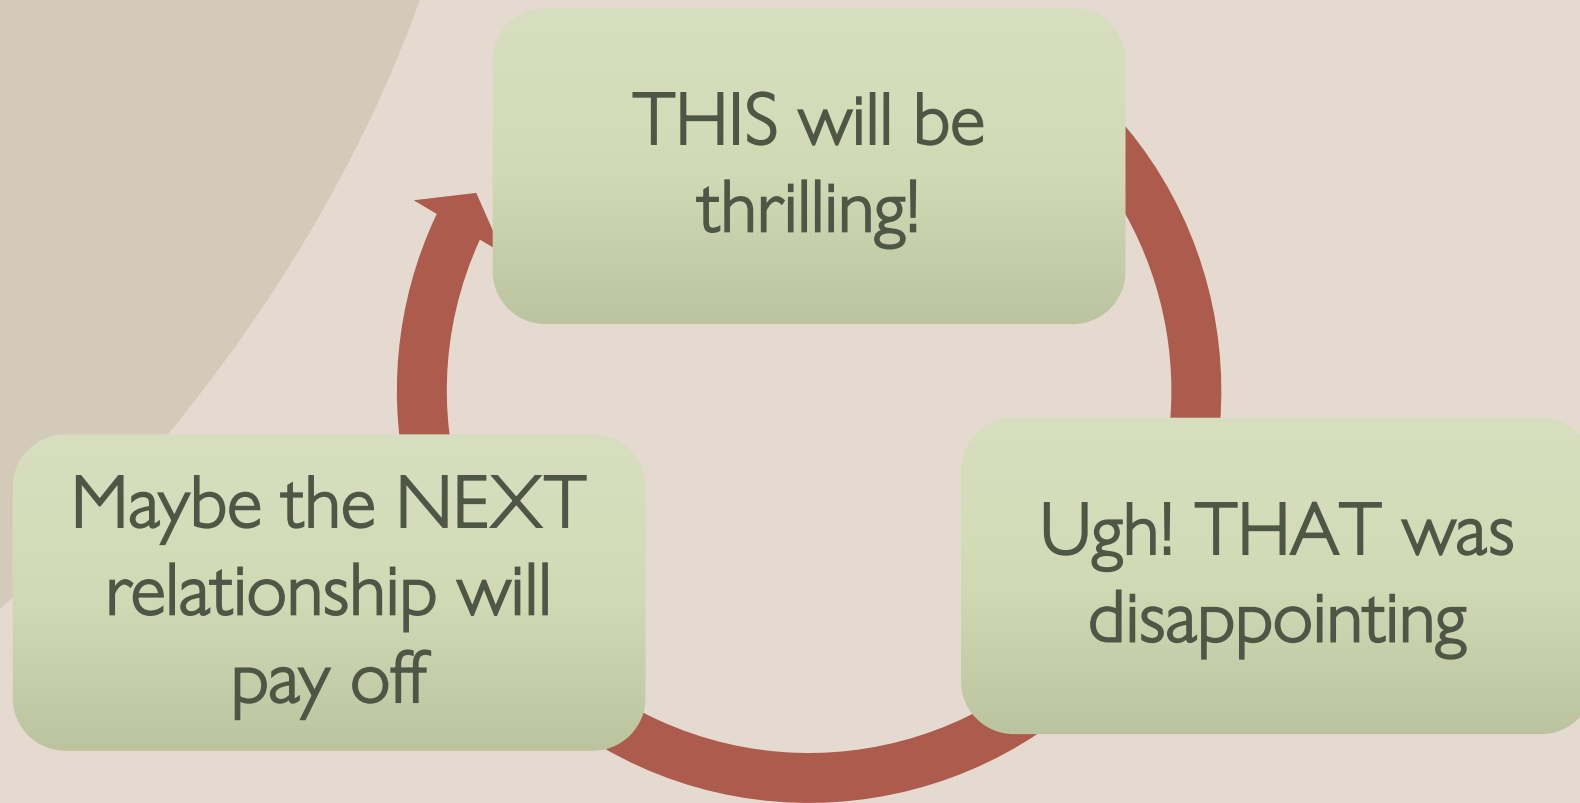 THIS will be
thrilling!
Ugh! THAT was
disappointing
Maybe the NEXT
relationship will
pay off